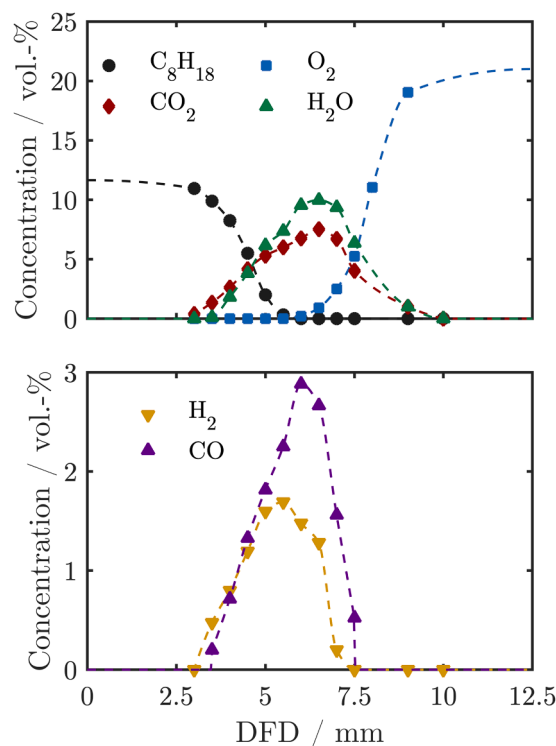 25
20
15
10
5
0
Concentration / vol.-%
C₈H₁₈
O₂
CO₂
H₂O
3
2
1
0
Concentration / vol.-%
H₂
CO
0 2.5 5 7.5 10 12.5
DFD / mm